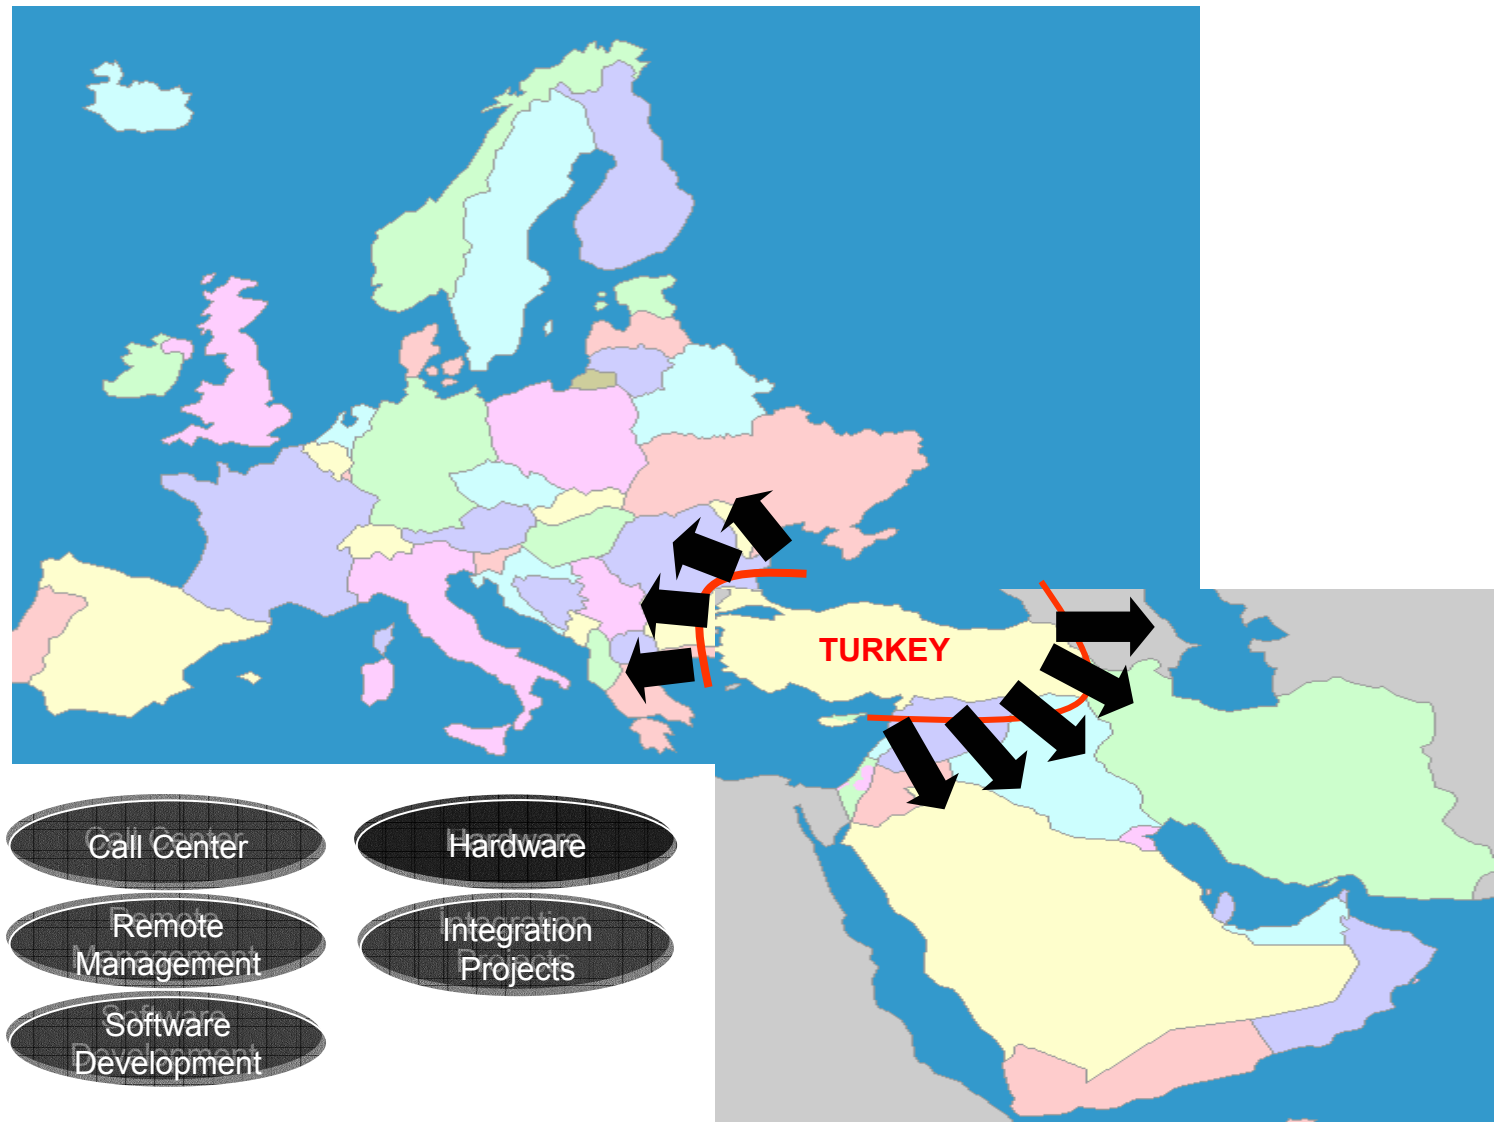 TURKEY
Call Center
Hardware
Remote
Management
Integration
Projects
Software
Development